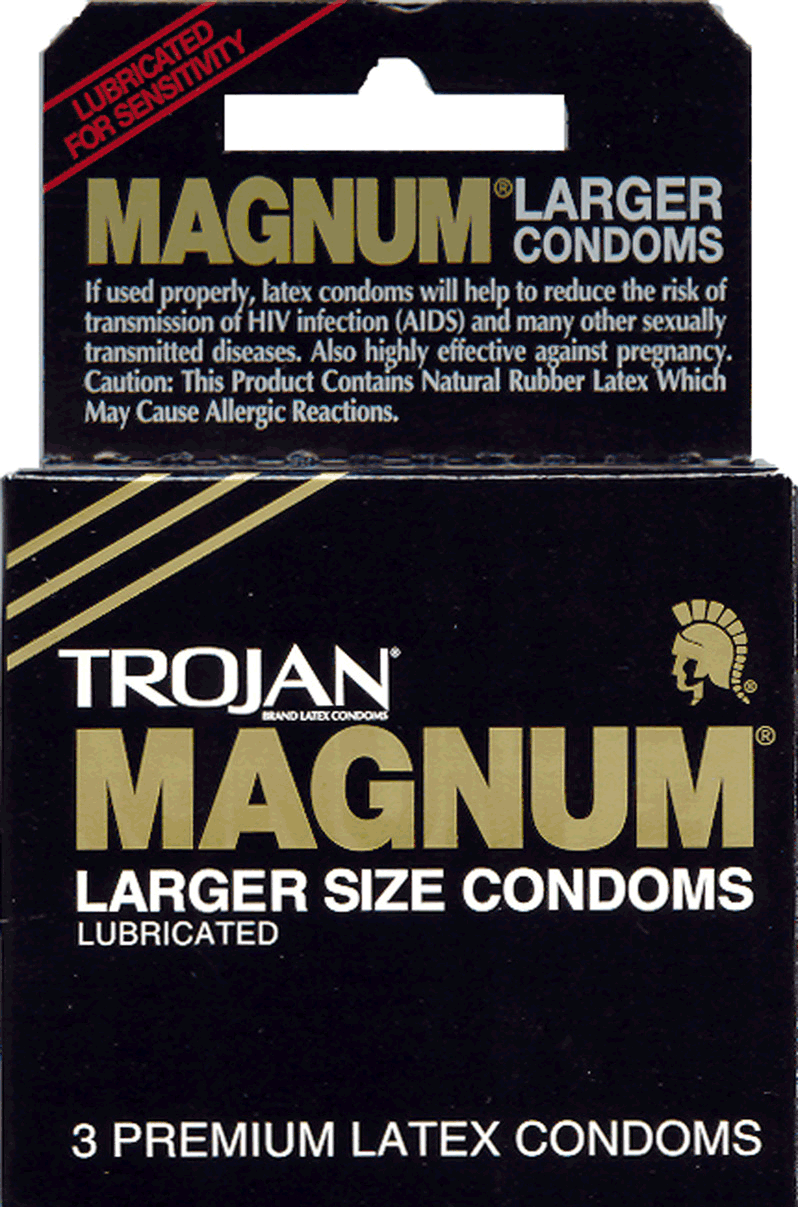 LUBRICATED
FOR SENSITIVITY
MAGNUM® LARGER
CONDOMS
If used properly, latex condoms will help to reduce the risk of
transmission of HIV infection (AIDS) and many other sexually
transmitted diseases. Also highly effective against pregnancy.
Caution: This Product Contains Natural Rubber Latex Which
May Cause Allergic Reactions.
TROJAN®
BRAND LATEX CONDOMS
®
MAGNUM®
LARGER SIZE CONDOMS
LUBRICATED
3 PREMIUM LATEX CONDOMS